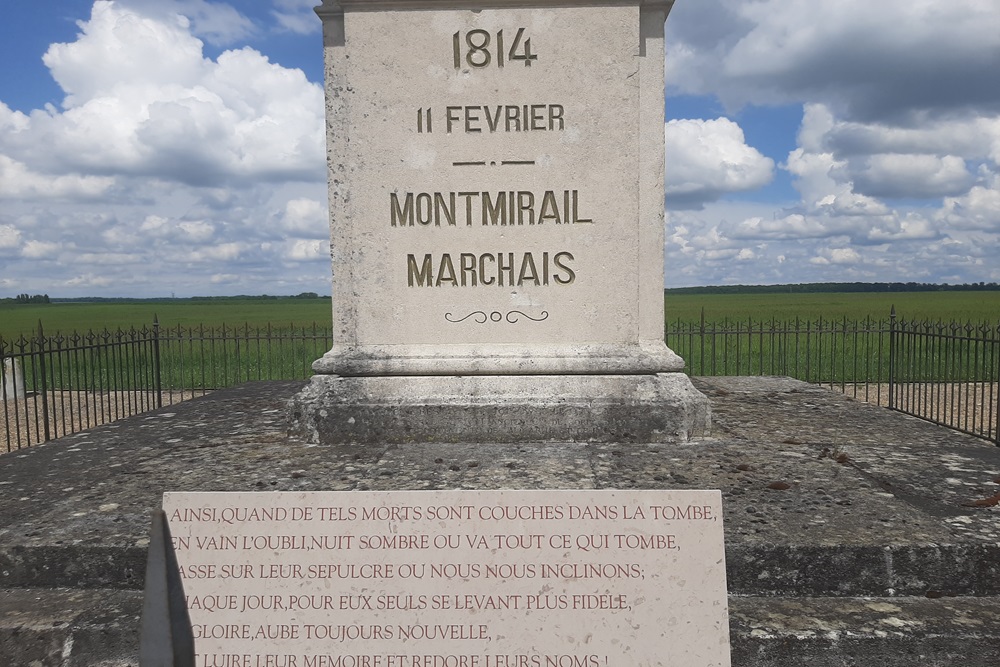 1814
11 FEVRIER
MONTMIRAIL
MARCHAIS
AINSI,QUAND DE TELS MORTS SONT COUCHES DANS LA TOMBE,
EN VAIN L'OUBLI,NUIT SOMBRE OU VA TOUT CE QUI TOMBE,
ASSE SUR LEUR SEPULCRE OU NOUS NOUS INCLINONS;
HAQUE JOUR,POUR EUX SEULS SE LEVANT PLUS FIDELE,
GLOIRE,AUBE TOUJOURS NOUVELLE,
T LUIRE LEUR MEMOIRE ET REDORE LEURS NOMS !